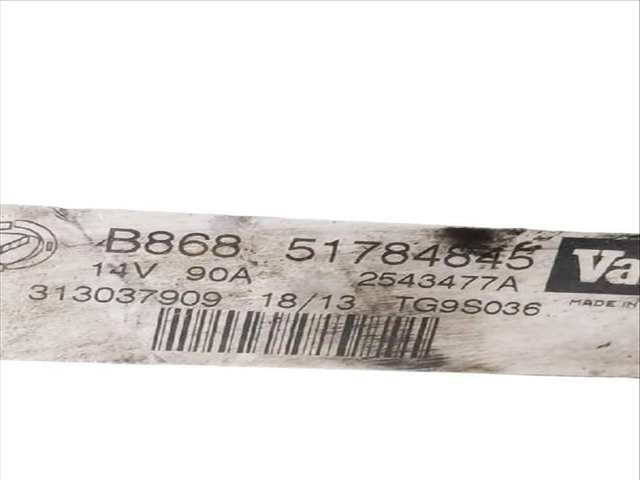 B868 51784845
14V 90A 2543477A
313037909 18/13 TG9S036
Va
MADE IN